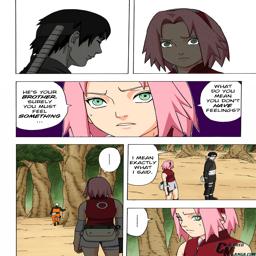 WHAT
DO YOU
MEAN
YOU DON'T
HAVE
FEELINGS?
HE'S YOUR
BROTHER.
SURELY
YOU MUST
FEEL
SOMETHING
...
I MEAN
EXACTLY
WHAT
I SAID.
...
...